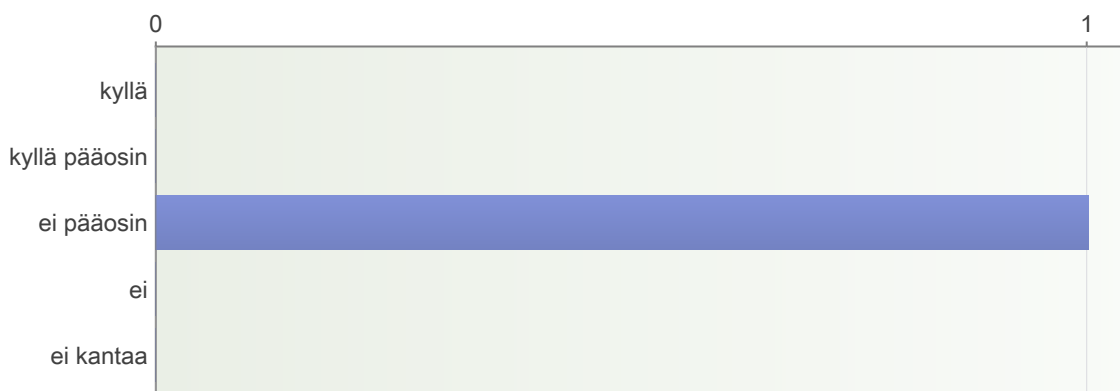 0 1
kyllä
kyllä pääosin
ei pääosin
ei
ei kantaa